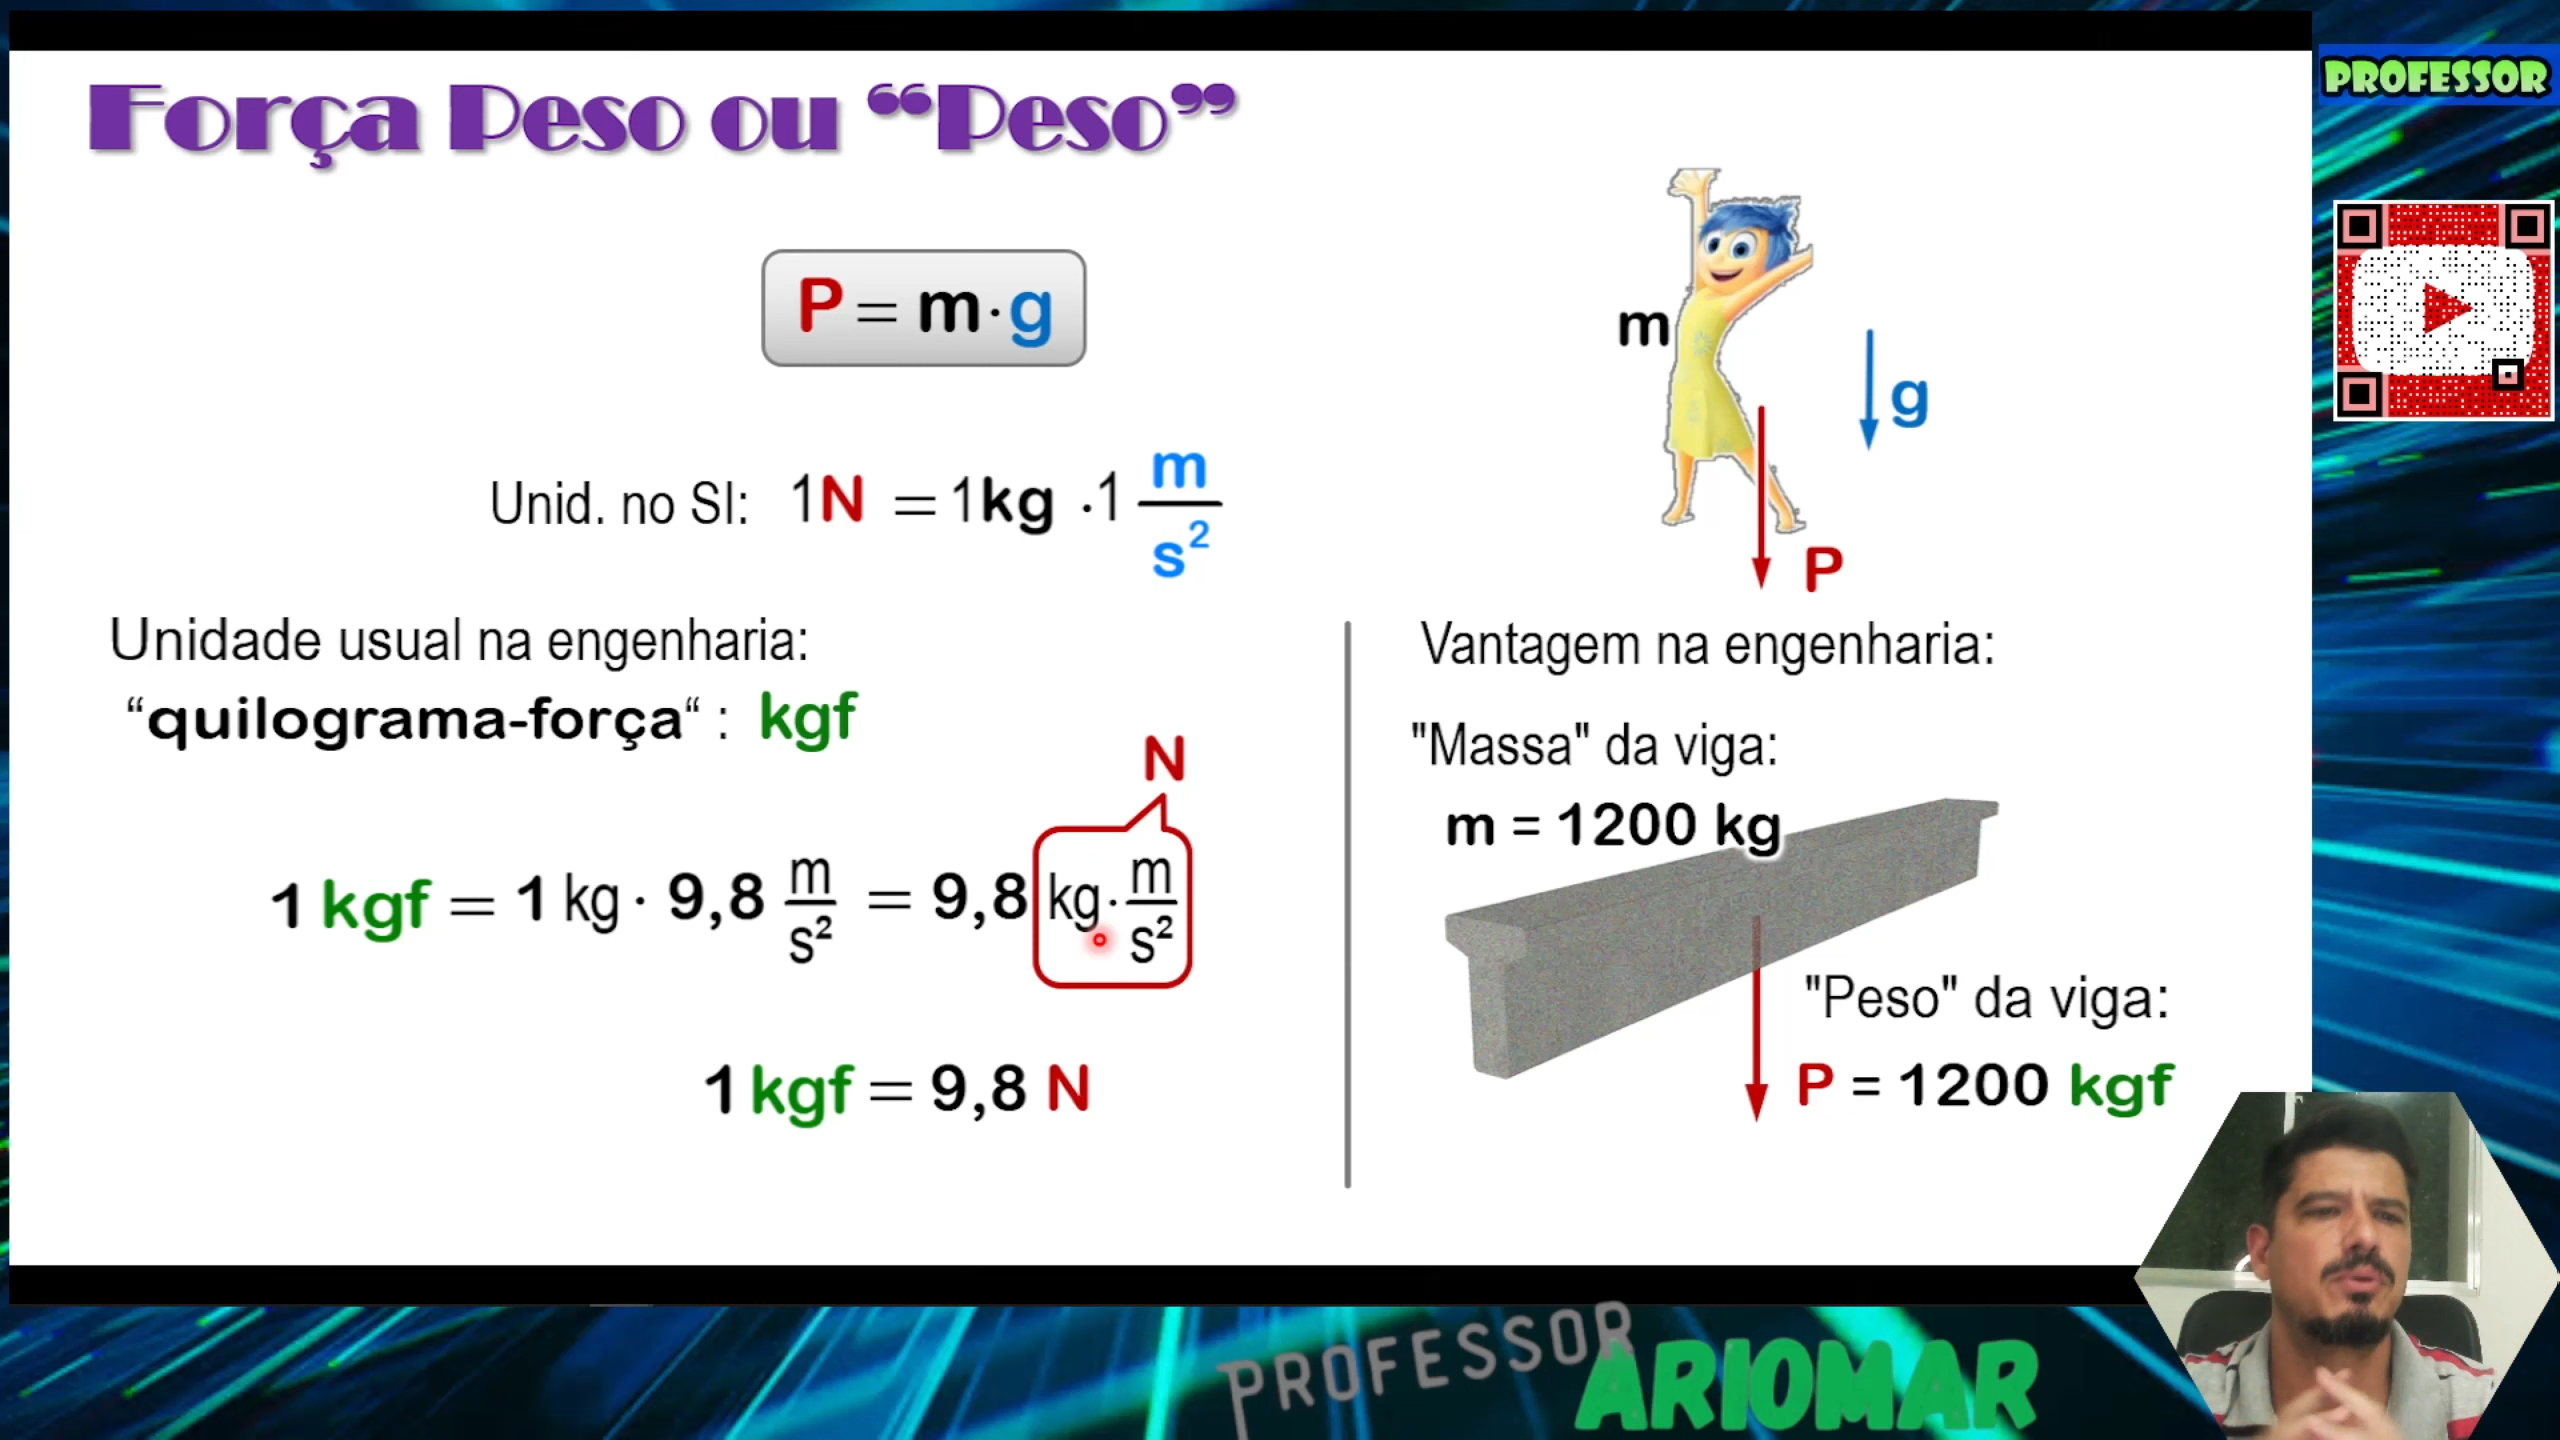 Força Peso ou “Peso”
PROFESSOR
P = m · g
m
g
P
Unid. no SI: 1N = 1kg · 1 m/s²
Unidade usual na engenharia:
“quilograma-força“ : kgf
N
1 kgf = 1 kg · 9,8 m/s² = 9,8 kg · m/s²
1 kgf = 9,8 N
Vantagem na engenharia:
"Massa" da viga:
m = 1200 kg
"Peso" da viga:
P = 1200 kgf
PROFESSOR
ARIOMAR